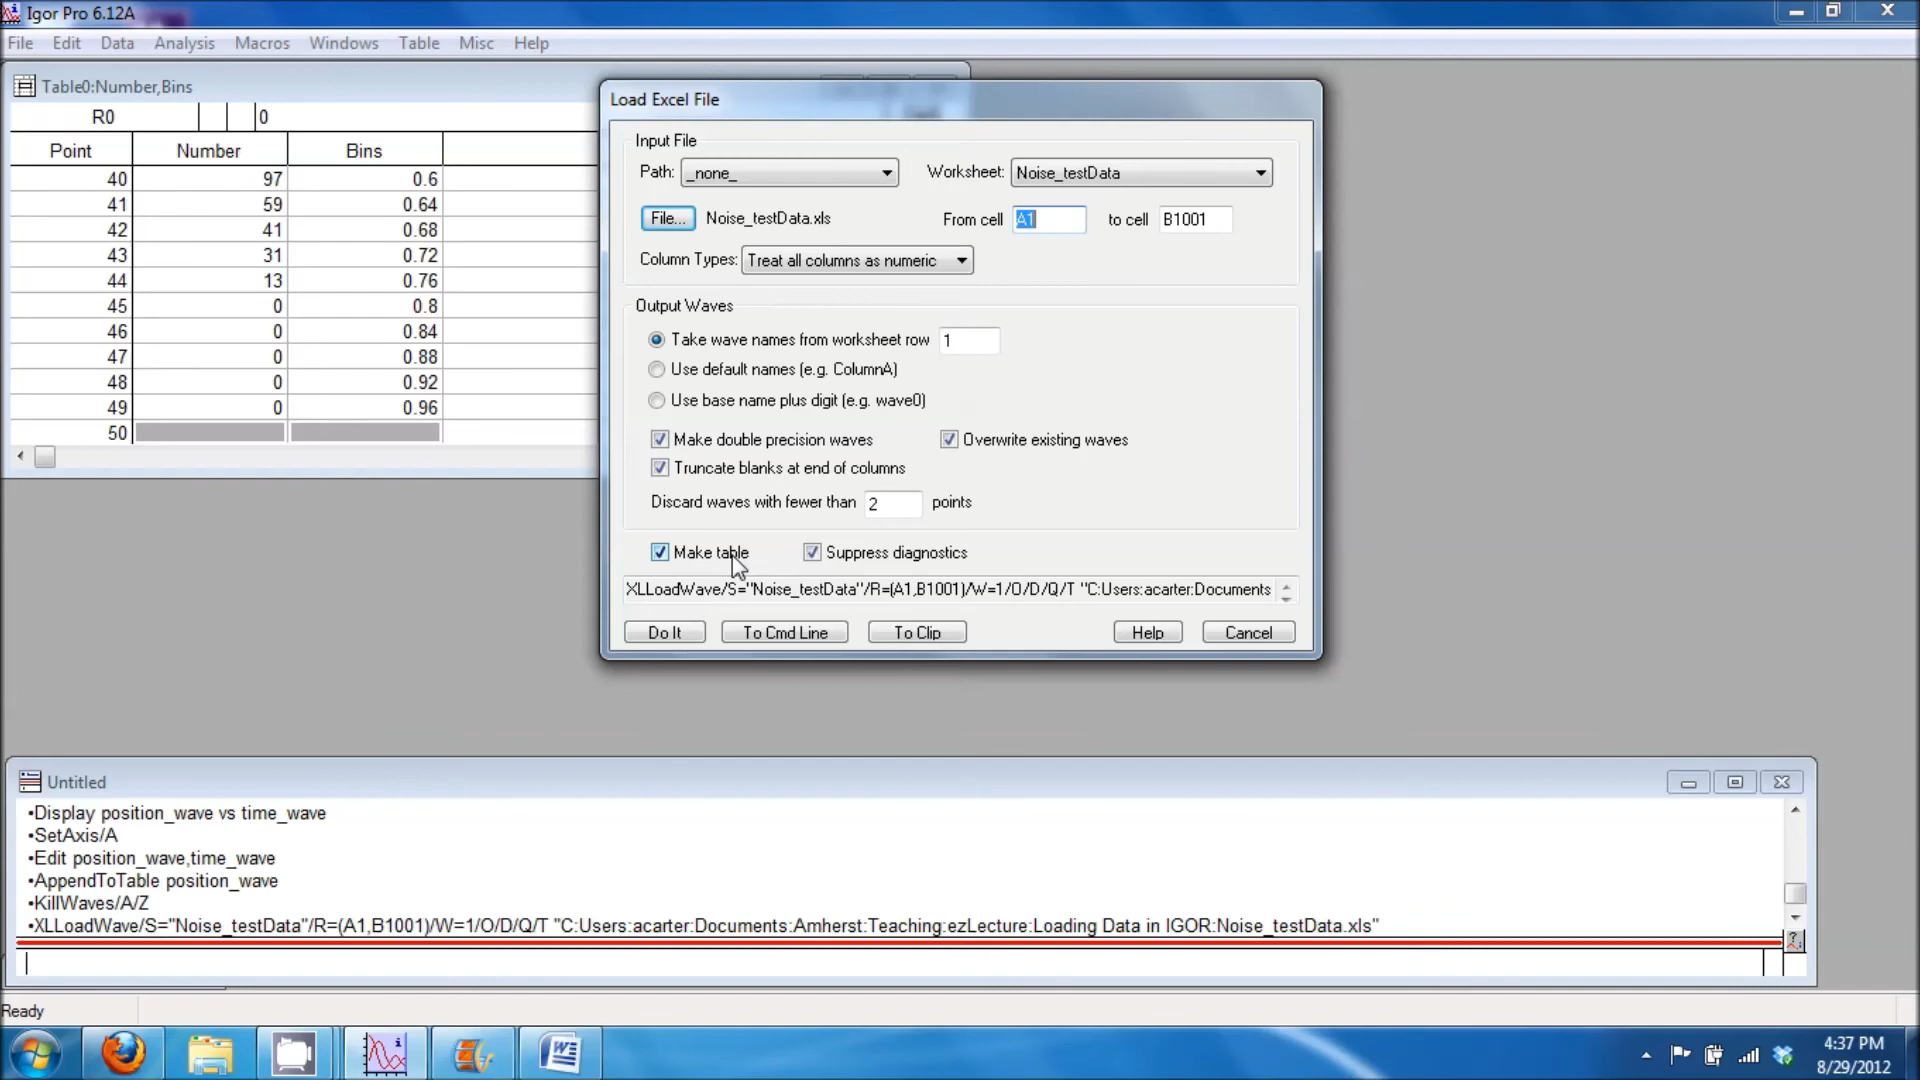 Igor Pro 6.12A
File Edit Data Analysis Macros Windows Table Misc Help
Table0:Number,Bins
R0 0
Point Number Bins
40 97 0.6
41 59 0.64
42 41 0.68
43 31 0.72
44 13 0.76
45 0 0.8
46 0 0.84
47 0 0.88
48 0 0.92
49 0 0.96
50
Load Excel File
Input File
Path: _none_ Worksheet: Noise_testData
File... Noise_testData.xls From cell A1 to cell B1001
Column Types: Treat all columns as numeric
Output Waves
Take wave names from worksheet row 1
Use default names (e.g. ColumnA)
Use base name plus digit (e.g. wave0)
Make double precision waves Overwrite existing waves
Truncate blanks at end of columns
Discard waves with fewer than 2 points
Make table Suppress diagnostics
XLLoadWave/S="Noise_testData"/R=(A1,B1001)/W=1/O/D/Q/T "C:Users:acarter:Documents
Do It To Cmd Line To Clip Help Cancel
Untitled
•Display position_wave vs time_wave
•SetAxis/A
•Edit position_wave,time_wave
•AppendToTable position_wave
•KillWaves/A/Z
•XLLoadWave/S="Noise_testData"/R=(A1,B1001)/W=1/O/D/Q/T "C:Users:acarter:Documents:Amherst:Teaching:ezLecture:Loading Data in IGOR:Noise_testData.xls"
Ready
4:37 PM
8/29/2012